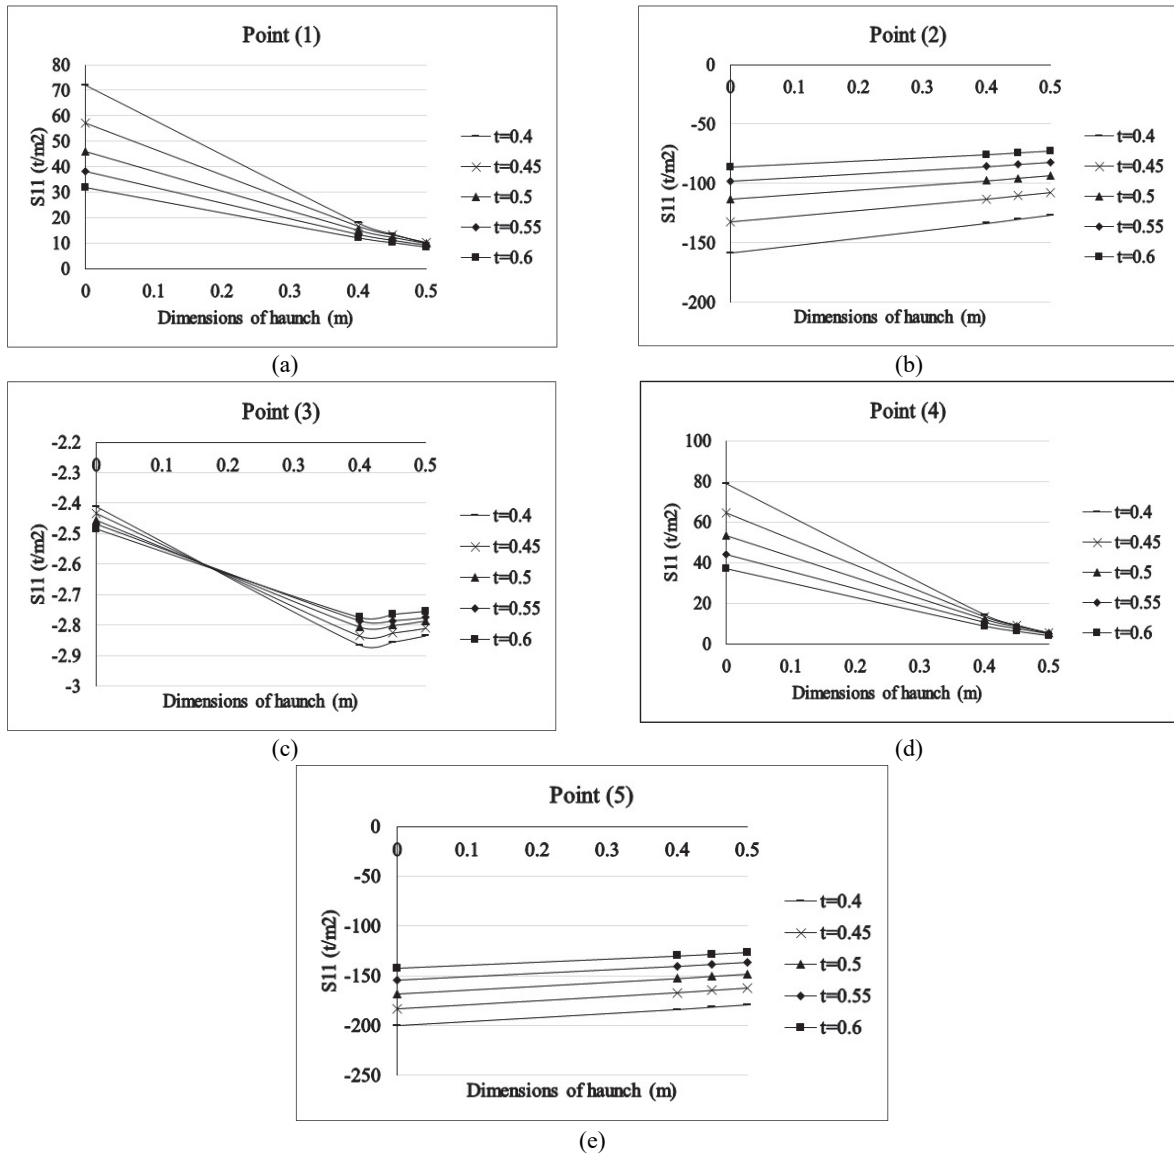 Point (1)
80
70
60
50
40
30
20
10
0
S11 (t/m2)
0 0.1 0.2 0.3 0.4 0.5
Dimensions of haunch (m)
t=0.4
t=0.45
t=0.5
t=0.55
t=0.6
(a)
Point (2)
0
-50
-100
-150
-200
S11 (t/m2)
0 0.1 0.2 0.3 0.4 0.5
Dimensions of haunch (m)
t=0.4
t=0.45
t=0.5
t=0.55
t=0.6
(b)
Point (3)
-2.2
-2.3
-2.4
-2.5
-2.6
-2.7
-2.8
-2.9
-3
S11 (t/m2)
0 0.1 0.2 0.3 0.4 0.5
Dimensions of haunch (m)
t=0.4
t=0.45
t=0.5
t=0.55
t=0.6
(c)
Point (4)
100
80
60
40
20
0
S11 (t/m2)
0 0.1 0.2 0.3 0.4 0.5
Dimensions of haunch (m)
t=0.4
t=0.45
t=0.5
t=0.55
t=0.6
(d)
Point (5)
0
-50
-100
-150
-200
-250
S11 (t/m2)
0 0.1 0.2 0.3 0.4 0.5
Dimensions of haunch (m)
t=0.4
t=0.45
t=0.5
t=0.55
t=0.6
(e)